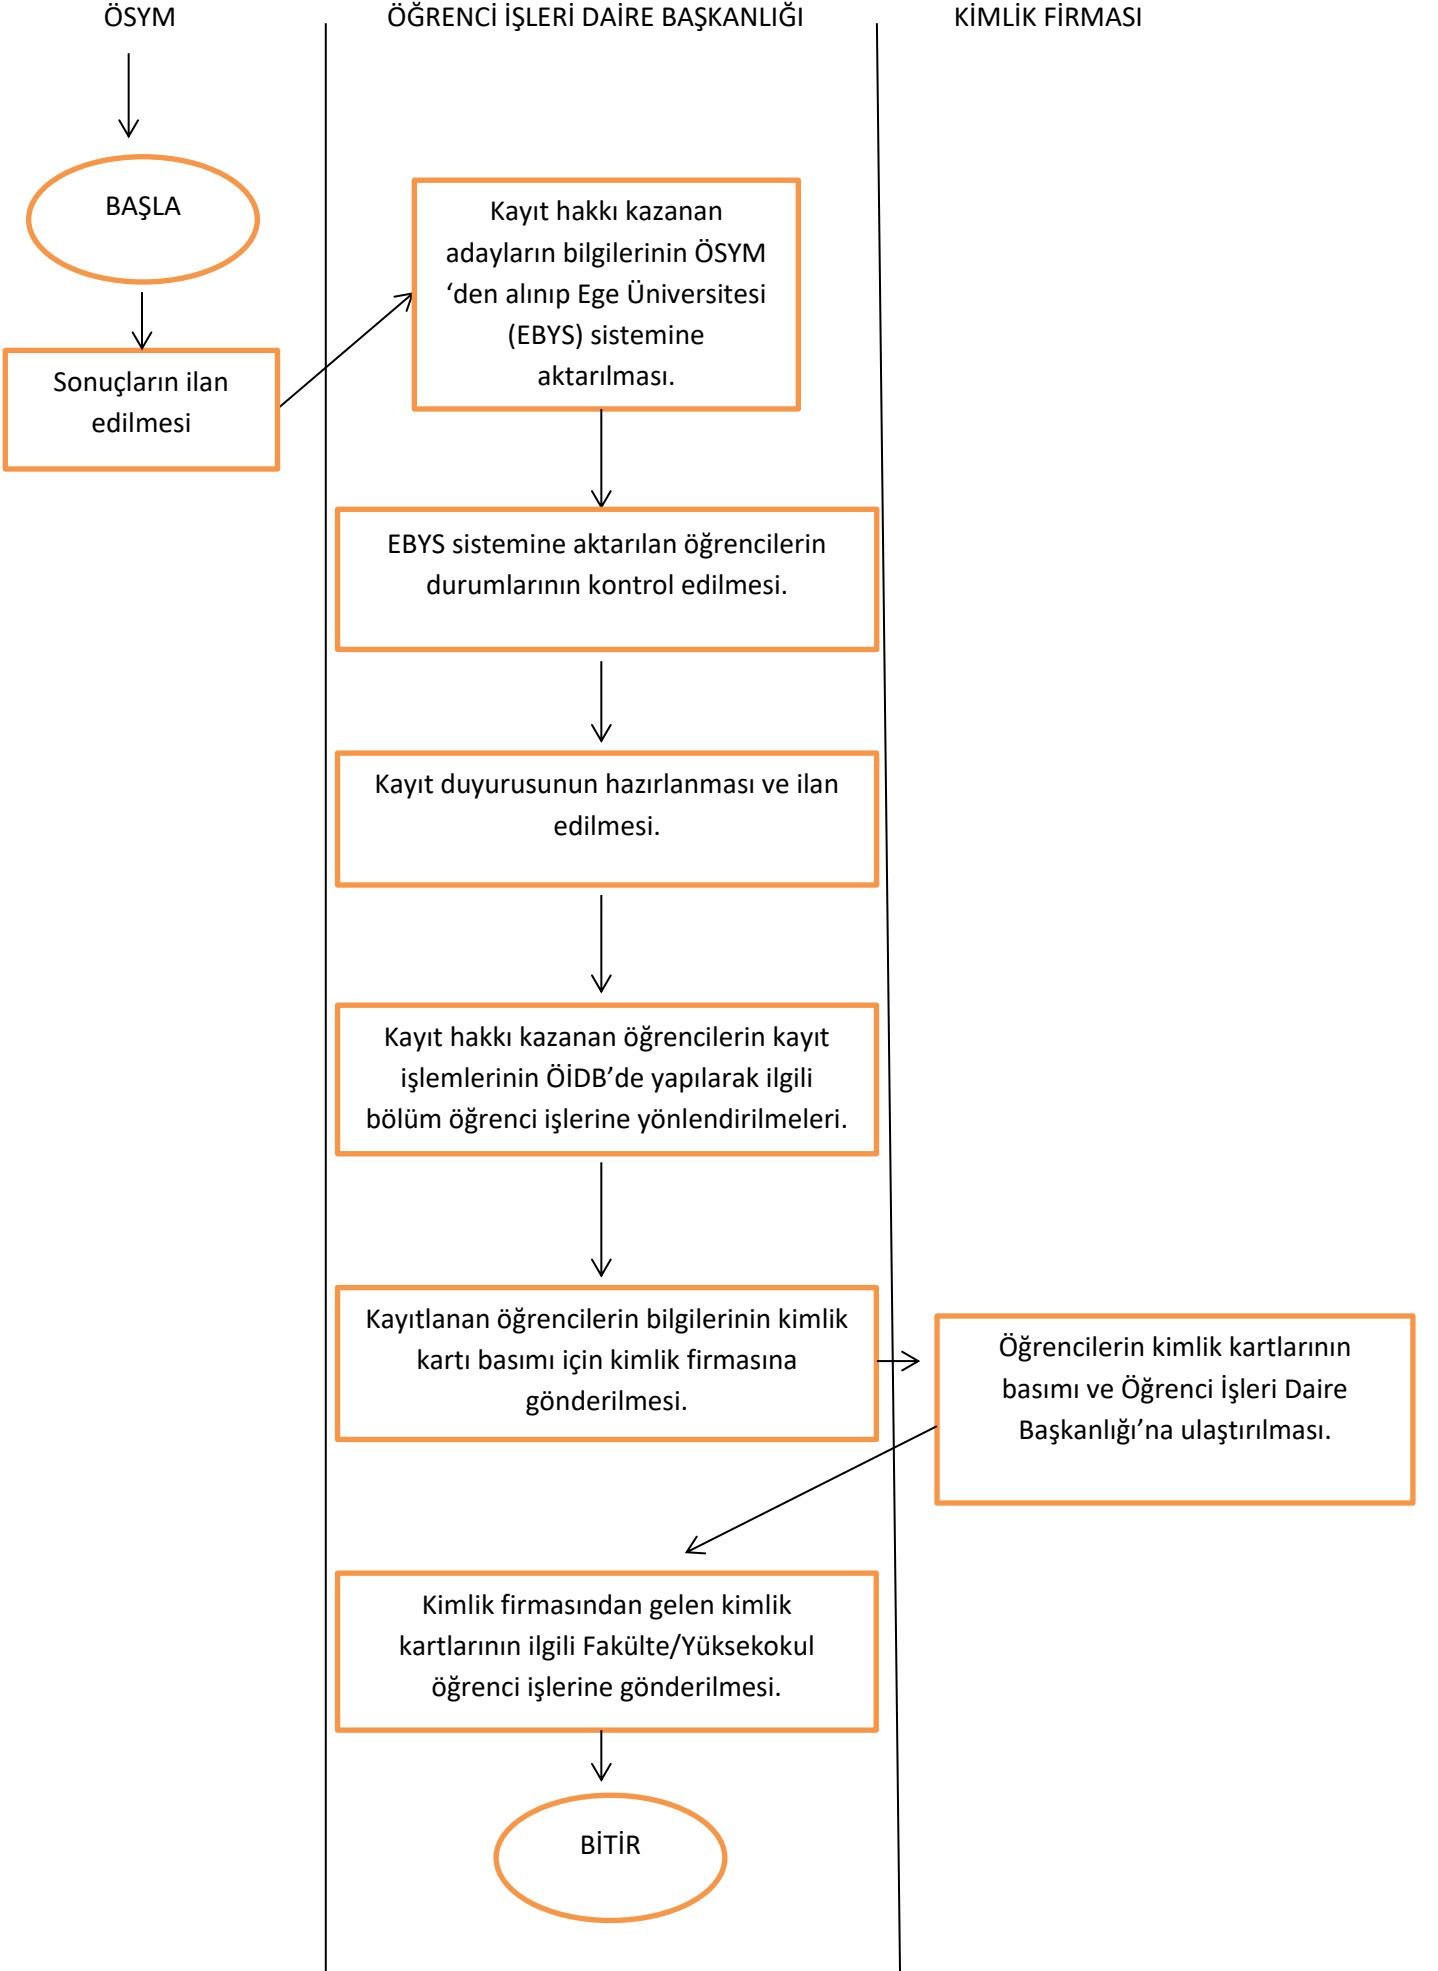 ÖSYM
ÖĞRENCİ İŞLERİ DAİRE BAŞKANLIĞI
KİMLİK FİRMASI
BAŞLA
Sonuçların ilan
edilmesi
Kayıt hakkı kazanan
adayların bilgilerinin ÖSYM
‘den alınıp Ege Üniversitesi
(EBYS) sistemine
aktarılması.
EBYS sistemine aktarılan öğrencilerin
durumlarının kontrol edilmesi.
Kayıt duyurusunun hazırlanması ve ilan
edilmesi.
Kayıt hakkı kazanan öğrencilerin kayıt
işlemlerinin ÖİDB’de yapılarak ilgili
bölüm öğrenci işlerine yönlendirilmeleri.
Kayıtlanan öğrencilerin bilgilerinin kimlik
kartı basımı için kimlik firmasına
gönderilmesi.
Öğrencilerin kimlik kartlarının
basımı ve Öğrenci İşleri Daire
Başkanlığı’na ulaştırılması.
Kimlik firmasından gelen kimlik
kartlarının ilgili Fakülte/Yüksekokul
öğrenci işlerine gönderilmesi.
BİTİR